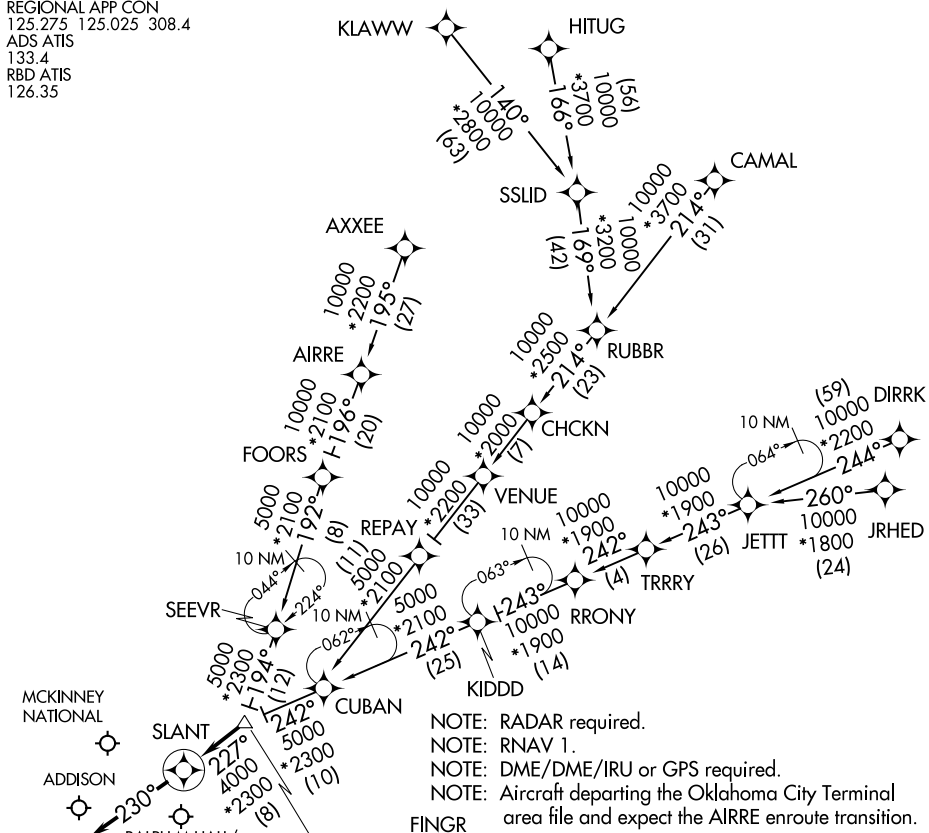 REGIONAL APP CON
125.275 125.025 308.4
ADS ATIS
133.4
RBD ATIS
126.35
KLAWW
HITUG
140°
10000
*2800
(63)
(56)
10000
*3700
166°
CAMAL
SSLID
10000
*3700
214°
(31)
10000
*3200
169°
(42)
AXXEE
10000
*2200
195°
(27)
RUBBR
AIRRE
10000
*2500
214°
(23)
10000
*2100
196°
(20)
CHCKN
10000
*2000
(7)
FOORS
VENUE
10000
*2200
(33)
DIRRK
(59)
10000
*2200
244°
10 NM
064°
JRHED
260°
10000
*1800
(24)
JETTT
10000
*1900
243°
(26)
5000
*2100
192°
(8)
REPAY
(11)
5000
*2100
TRRRY
10000
*1900
242°
(4)
10 NM
063°
RRONY
243°
10000
*1900
(14)
10 NM
044°
224°
SEEVR
10 NM
062°
5000
*2100
242°
(25)
KIDDD
5000
*2300
194°
(12)
CUBAN
242°
5000
*2300
(10)
MCKINNEY
NATIONAL
SLANT
227°
4000
*2300
(8)
ADDISON
230°
NOTE: RADAR required.
NOTE: RNAV 1.
NOTE: DME/DME/IRU or GPS required.
NOTE: Aircraft departing the Oklahoma City Terminal
area file and expect the AIRRE enroute transition.
FINGR